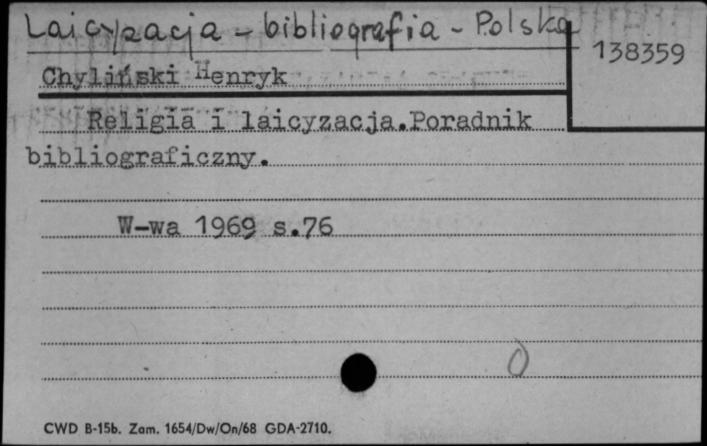 Laicyzacja - bibliografia - Polska
138359
Chyliński Henryk
Religia i laicyzacja.Poradnik
bibliograficzny.
W-wa 1969 s.76
CWD B-15b. Zam. 1654/Dw/On/68 GDA-2710.